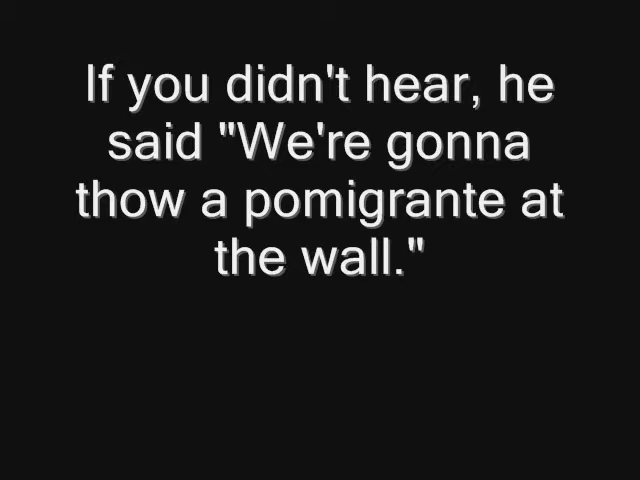 If you didn't hear, he
said "We're gonna
thow a pomigrante at
the wall."